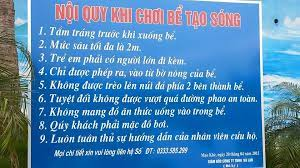 NỘI QUY KHI CHƠI BỂ TẠO SÓNG
1. Tắm tráng trước khi xuống bể.
2. Mức sâu tối đa là 2m.
3. Trẻ em phải có người lớn đi kèm.
4. Chỉ được phép ra, vào từ bờ nông của bể.
5. Không được trèo lên núi đá phía 2 bên thành bể.
6. Tuyệt đối không được vượt quá đường phao an toàn.
7. Không mang đồ ăn thức uống vào trong bể.
8. Qúy khách phải mặc đồ bơi.
9. Luôn tuân thủ sự hướng dẫn của nhân viên cứu hộ.
Mọi chi tiết xin vui lòng liên hệ Số ĐT: 0333.585.299